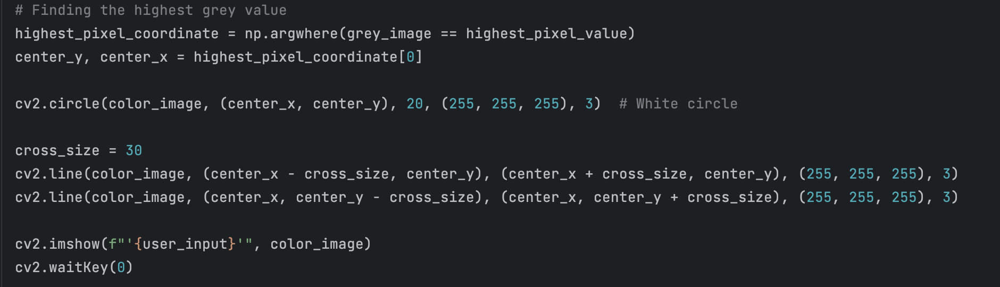 # Finding the highest grey value
highest_pixel_coordinate = np.argwhere(grey_image == highest_pixel_value)
center_y, center_x = highest_pixel_coordinate[0]
cv2.circle(color_image, (center_x, center_y), 20, (255, 255, 255), 3)  # White circle
cross_size = 30
cv2.line(color_image, (center_x - cross_size, center_y), (center_x + cross_size, center_y), (255, 255, 255), 3)
cv2.line(color_image, (center_x, center_y - cross_size), (center_x, center_y + cross_size), (255, 255, 255), 3)
cv2.imshow(f"'{user_input}'", color_image)
cv2.waitKey(0)